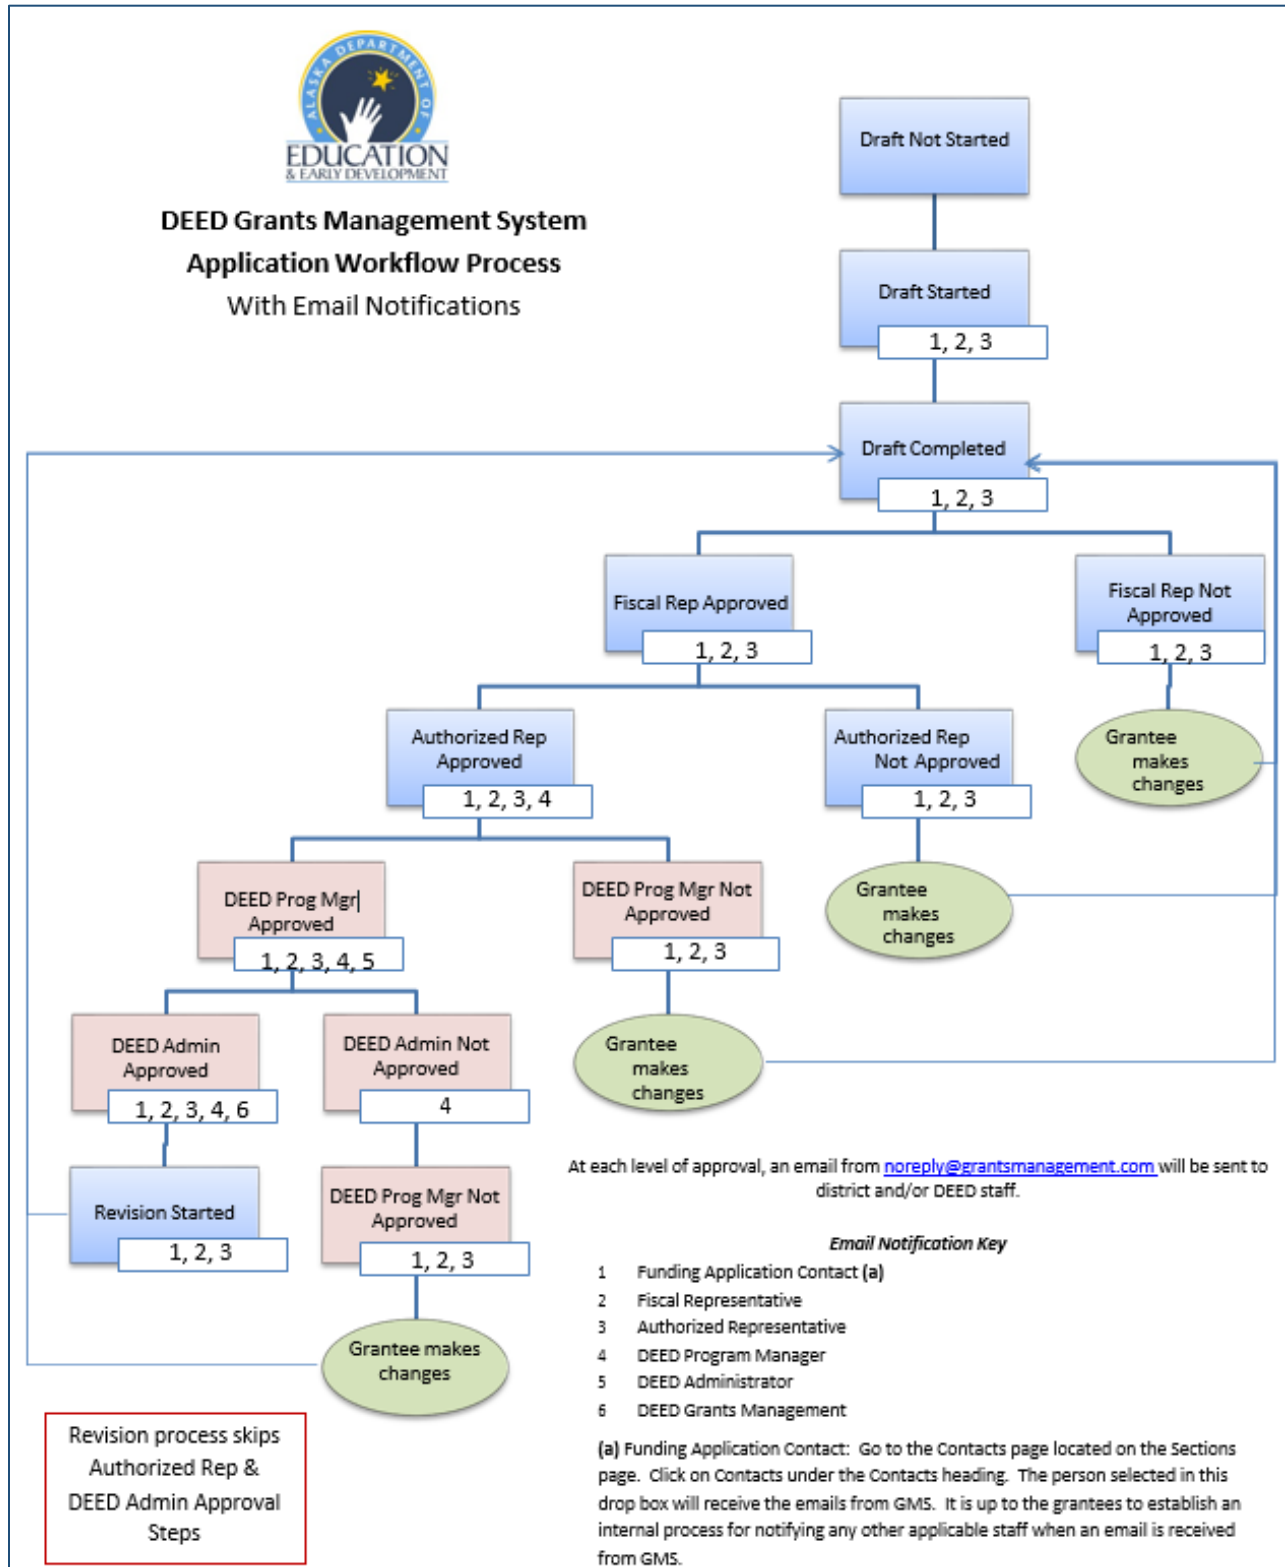 ALASKA DEPARTMENT OF
EDUCATION
& EARLY DEVELOPMENT
DEED Grants Management System
Application Workflow Process
With Email Notifications
Draft Not Started
Draft Started
1, 2, 3
Draft Completed
1, 2, 3
Fiscal Rep Approved
1, 2, 3
Fiscal Rep Not
Approved
1, 2, 3
Authorized Rep
Approved
1, 2, 3, 4
Authorized Rep
Not Approved
1, 2, 3
Grantee
makes
changes
DEED Prog Mgr
Approved
1, 2, 3, 4, 5
DEED Prog Mgr Not
Approved
1, 2, 3
Grantee
makes
changes
DEED Admin
Approved
1, 2, 3, 4, 6
DEED Admin Not
Approved
4
Grantee
makes
changes
Revision Started
1, 2, 3
DEED Prog Mgr Not
Approved
1, 2, 3
Grantee makes
changes
At each level of approval, an email from noreply@grantsmanagement.com will be sent to
district and/or DEED staff.
Email Notification Key
1 Funding Application Contact (a)
2 Fiscal Representative
3 Authorized Representative
4 DEED Program Manager
5 DEED Administrator
6 DEED Grants Management
(a) Funding Application Contact: Go to the Contacts page located on the Sections
page. Click on Contacts under the Contacts heading. The person selected in this
drop box will receive the emails from GMS. It is up to the grantees to establish an
internal process for notifying any other applicable staff when an email is received
from GMS.
Revision process skips
Authorized Rep &
DEED Admin Approval
Steps